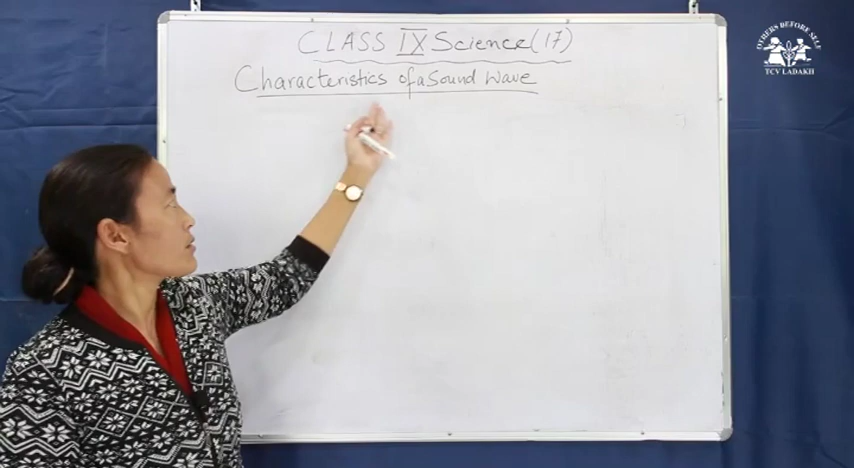 CLASS IX Science (17)
Characteristics of a Sound Wave
OTHERS BEFORE SELF
TCV LADAKH